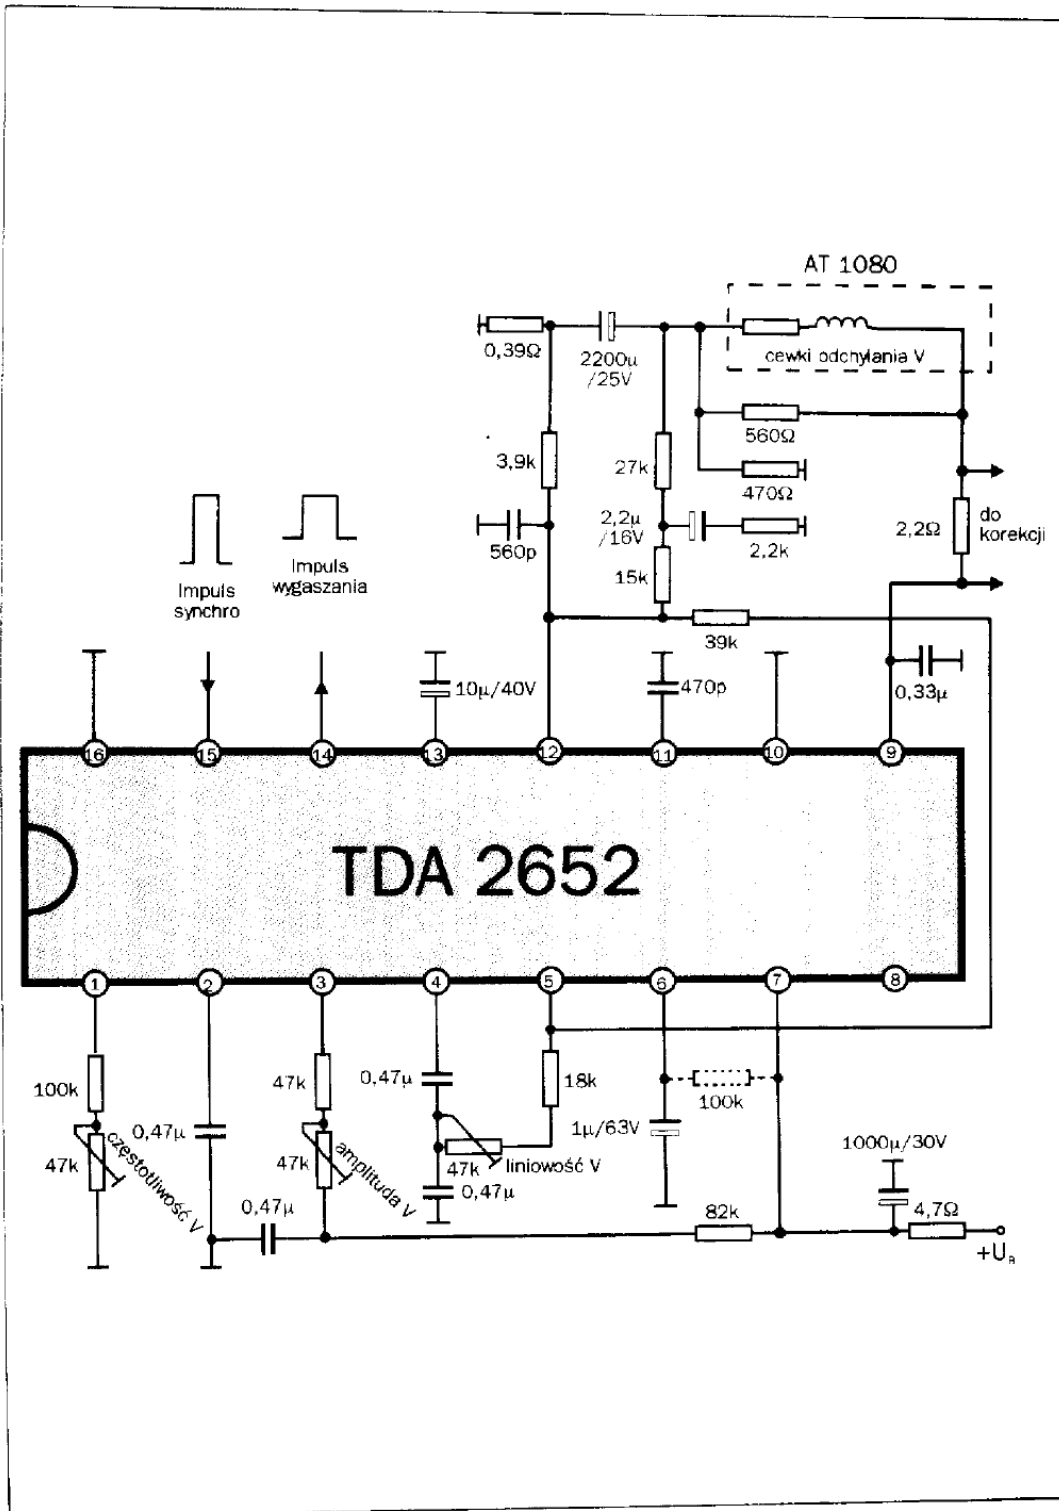 AT 1080
0,39Ω
2200µ
/25V
cewki odchylania V
560Ω
3,9k
27k
470Ω
2,2µ
/16V
560p
2,2k
2,2Ω
do
korekcji
15k
Impuls
synchro
Impuls
wygaszania
39k
10µ/40V
470p
0,33µ
16
15
14
13
12
11
10
9
TDA 2652
1
2
3
4
5
6
7
8
100k
47k
częstotliwość V
0,47µ
47k
47k
amplituda V
0,47µ
0,47µ
18k
47k
liniowość V
0,47µ
1µ/63V
100k
82k
1000µ/30V
4,7Ω
+U